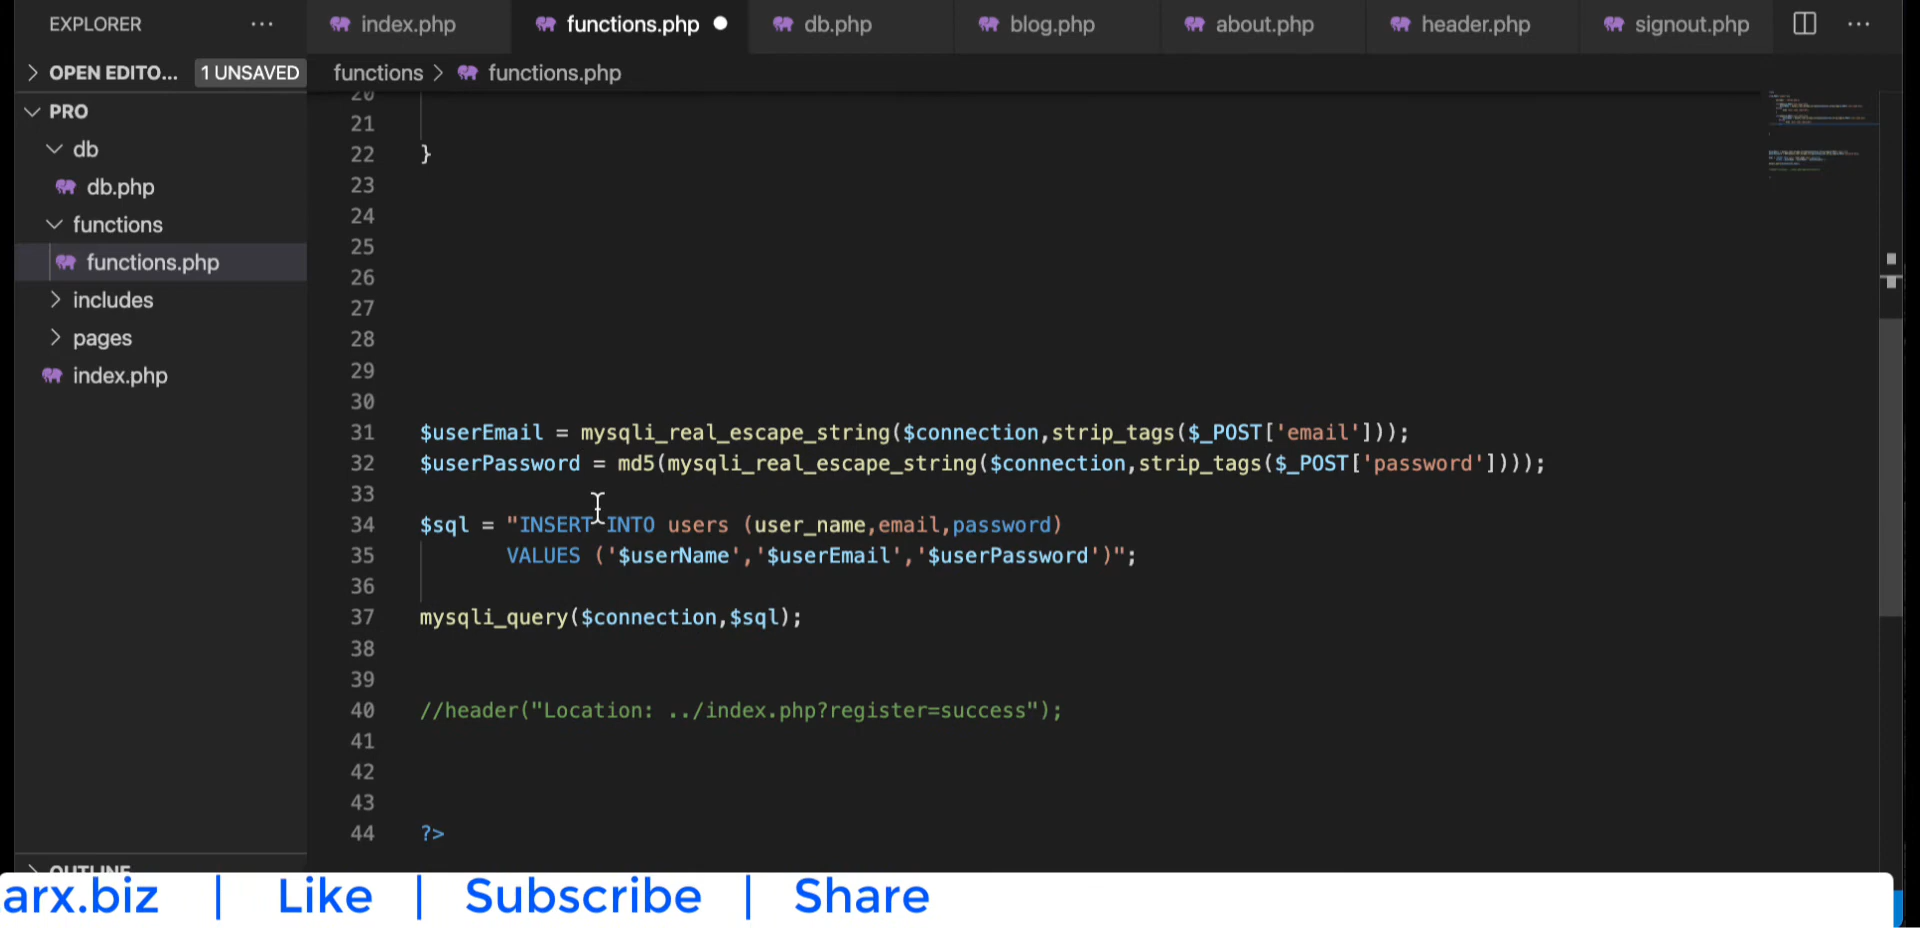 EXPLORER ···
index.php
functions.php
db.php
blog.php
about.php
header.php
signout.php
···
OPEN EDITO... 1 UNSAVED
functions > functions.php
PRO
db
db.php
functions
functions.php
includes
pages
index.php
20
21
22 }
23
24
25
26
27
28
29
30
31 $userEmail = mysqli_real_escape_string($connection,strip_tags($_POST['email']));
32 $userPassword = md5(mysqli_real_escape_string($connection,strip_tags($_POST['password'])));
33
34 $sql = "INSERT INTO users (user_name,email,password)
35 VALUES ('$userName','$userEmail','$userPassword')";
36
37 mysqli_query($connection,$sql);
38
39
40 //header("Location: ../index.php?register=success");
41
42
43
44 ?>
OUTLINE
arx.biz | Like | Subscribe | Share